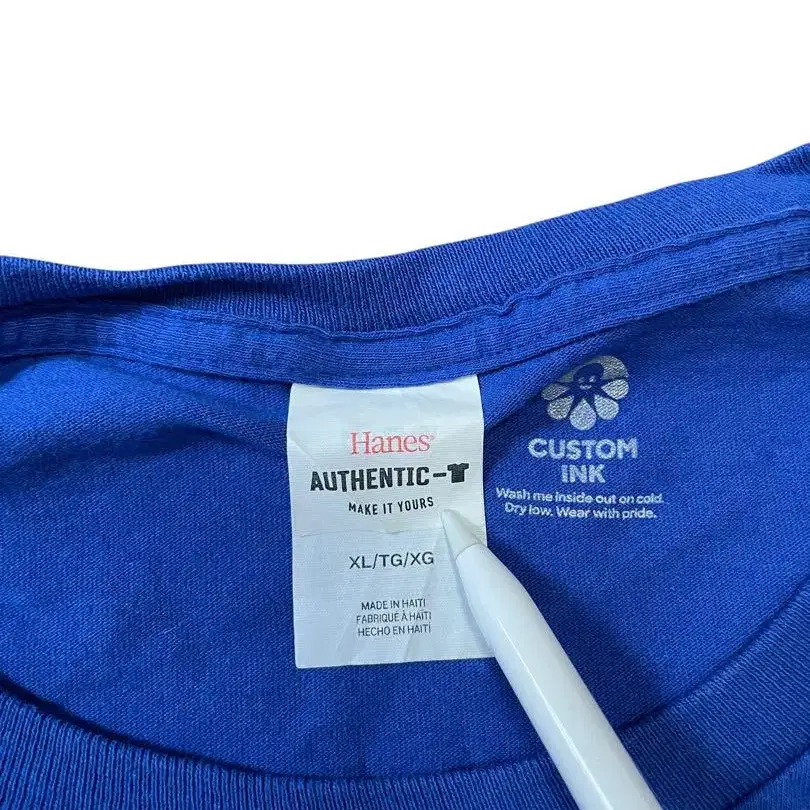 Hanes
AUTHENTIC-
MAKE IT YOURS
XL/TG/XG
MADE IN HAITI
FABRIQUÉ À HAÏTI
HECHO EN HAITÍ
CUSTOM
INK
Wash me inside out on cold.
Dry low. Wear with pride.